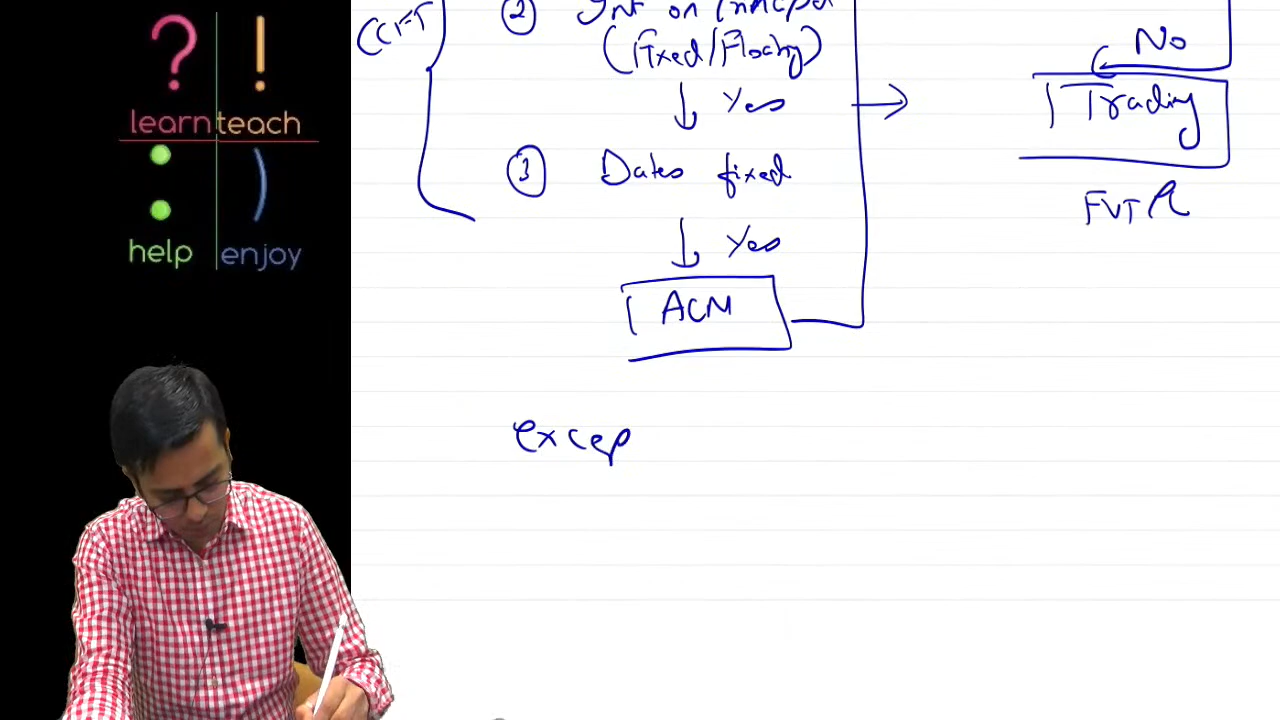 ? !
learn teach
: )
help enjoy
② Int on Principal
(Fixed/Floating)
↓ Yes
③ Dates fixed
↓ Yes
ACM
excep
No
Trading
FVTPL